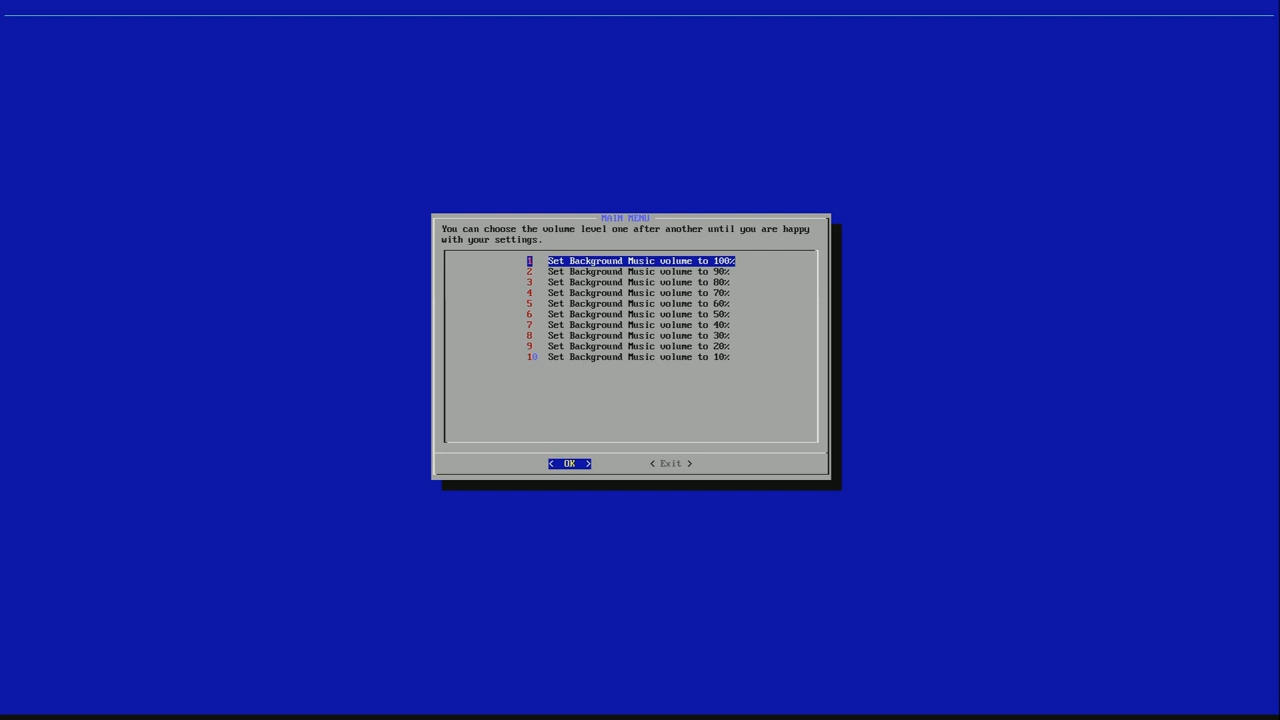 MAIN MENU
You can choose the volume level one after another until you are happy
with your settings.
1 Set Background Music volume to 100%
2 Set Background Music volume to 90%
3 Set Background Music volume to 80%
4 Set Background Music volume to 70%
5 Set Background Music volume to 60%
6 Set Background Music volume to 50%
7 Set Background Music volume to 40%
8 Set Background Music volume to 30%
9 Set Background Music volume to 20%
10 Set Background Music volume to 10%
< OK > < Exit >